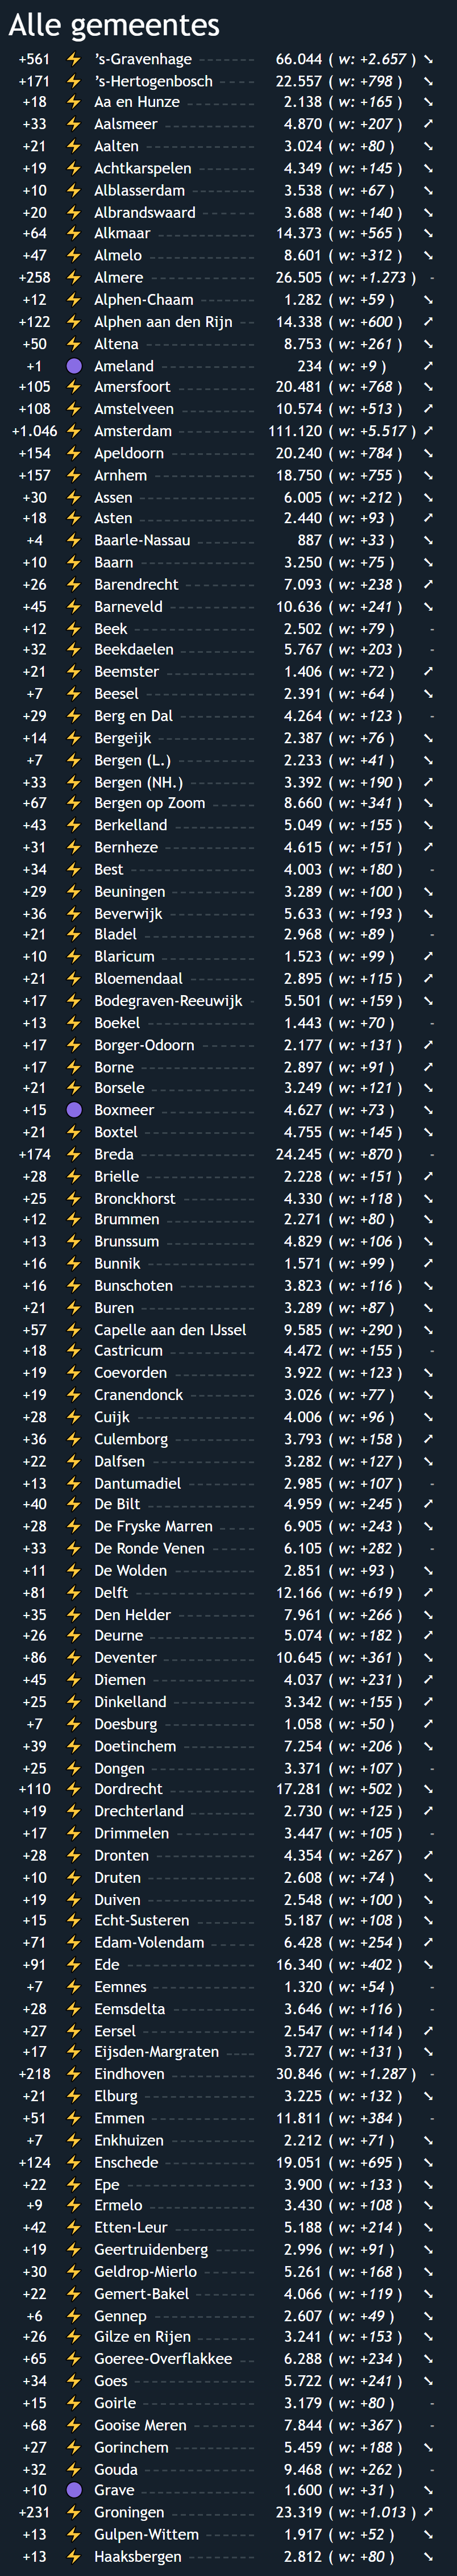 Alle gemeentes
+561 ⚡ ’s-Gravenhage 66.044 ( w: +2.657 ) ➘
+171 ⚡ ’s-Hertogenbosch 22.557 ( w: +798 ) ➘
+18 ⚡ Aa en Hunze 2.138 ( w: +165 ) ➘
+33 ⚡ Aalsmeer 4.870 ( w: +207 ) ➚
+21 ⚡ Aalten 3.024 ( w: +80 ) ➘
+19 ⚡ Achtkarspelen 4.349 ( w: +145 ) ➘
+10 ⚡ Alblasserdam 3.538 ( w: +67 ) ➘
+20 ⚡ Albrandswaard 3.688 ( w: +140 ) ➘
+64 ⚡ Alkmaar 14.373 ( w: +565 ) ➘
+47 ⚡ Almelo 8.601 ( w: +312 ) ➘
+258 ⚡ Almere 26.505 ( w: +1.273 ) -
+12 ⚡ Alphen-Chaam 1.282 ( w: +59 ) ➘
+122 ⚡ Alphen aan den Rijn 14.338 ( w: +600 ) ➚
+50 ⚡ Altena 8.753 ( w: +261 ) ➘
+1 Ameland 234 ( w: +9 ) ➚
+105 ⚡ Amersfoort 20.481 ( w: +768 ) ➘
+108 ⚡ Amstelveen 10.574 ( w: +513 ) ➚
+1.046 ⚡ Amsterdam 111.120 ( w: +5.517 ) ➚
+154 ⚡ Apeldoorn 20.240 ( w: +784 ) ➘
+157 ⚡ Arnhem 18.750 ( w: +755 ) ➘
+30 ⚡ Assen 6.005 ( w: +212 ) ➘
+18 ⚡ Asten 2.440 ( w: +93 ) ➚
+4 ⚡ Baarle-Nassau 887 ( w: +33 ) ➘
+10 ⚡ Baarn 3.250 ( w: +75 ) ➘
+26 ⚡ Barendrecht 7.093 ( w: +238 ) ➚
+45 ⚡ Barneveld 10.636 ( w: +241 ) ➘
+12 ⚡ Beek 2.502 ( w: +79 ) -
+32 ⚡ Beekdaelen 5.767 ( w: +203 ) -
+21 ⚡ Beemster 1.406 ( w: +72 ) ➚
+7 ⚡ Beesel 2.391 ( w: +64 ) ➘
+29 ⚡ Berg en Dal 4.264 ( w: +123 ) -
+14 ⚡ Bergeijk 2.387 ( w: +76 ) ➘
+7 ⚡ Bergen (L.) 2.233 ( w: +41 ) ➘
+33 ⚡ Bergen (NH.) 3.392 ( w: +190 ) ➚
+67 ⚡ Bergen op Zoom 8.660 ( w: +341 ) ➘
+43 ⚡ Berkelland 5.049 ( w: +155 ) ➘
+31 ⚡ Bernheze 4.615 ( w: +151 ) ➚
+34 ⚡ Best 4.003 ( w: +180 ) -
+29 ⚡ Beuningen 3.289 ( w: +100 ) ➘
+36 ⚡ Beverwijk 5.633 ( w: +193 ) ➘
+21 ⚡ Bladel 2.968 ( w: +89 ) -
+10 ⚡ Blaricum 1.523 ( w: +99 ) ➚
+21 ⚡ Bloemendaal 2.895 ( w: +115 ) ➚
+17 ⚡ Bodegraven-Reeuwijk 5.501 ( w: +159 ) ➘
+13 ⚡ Boekel 1.443 ( w: +70 ) -
+17 ⚡ Borger-Odoorn 2.177 ( w: +131 ) ➚
+17 ⚡ Borne 2.897 ( w: +91 ) ➚
+21 ⚡ Borsele 3.249 ( w: +121 ) ➘
+15 Boxmeer 4.627 ( w: +73 ) ➘
+21 ⚡ Boxtel 4.755 ( w: +145 ) ➘
+174 ⚡ Breda 24.245 ( w: +870 ) -
+28 ⚡ Brielle 2.228 ( w: +151 ) ➚
+25 ⚡ Bronckhorst 4.330 ( w: +118 ) ➘
+12 ⚡ Brummen 2.271 ( w: +80 ) ➘
+13 ⚡ Brunssum 4.829 ( w: +106 ) ➘
+16 ⚡ Bunnik 1.571 ( w: +99 ) ➚
+16 ⚡ Bunschoten 3.823 ( w: +116 ) ➘
+21 ⚡ Buren 3.289 ( w: +87 ) ➘
+57 ⚡ Capelle aan den IJssel 9.585 ( w: +290 ) ➘
+18 ⚡ Castricum 4.472 ( w: +155 ) -
+19 ⚡ Coevorden 3.922 ( w: +123 ) ➘
+19 ⚡ Cranendonck 3.026 ( w: +77 ) ➘
+28 ⚡ Cuijk 4.006 ( w: +96 ) ➘
+36 ⚡ Culemborg 3.793 ( w: +158 ) ➚
+22 ⚡ Dalfsen 3.282 ( w: +127 ) ➘
+13 ⚡ Dantumadiel 2.985 ( w: +107 ) -
+40 ⚡ De Bilt 4.959 ( w: +245 ) ➚
+28 ⚡ De Fryske Marren 6.905 ( w: +243 ) ➘
+33 ⚡ De Ronde Venen 6.105 ( w: +282 ) -
+11 ⚡ De Wolden 2.851 ( w: +93 ) ➘
+81 ⚡ Delft 12.166 ( w: +619 ) ➚
+35 ⚡ Den Helder 7.961 ( w: +266 ) ➘
+26 ⚡ Deurne 5.074 ( w: +182 ) ➚
+86 ⚡ Deventer 10.645 ( w: +361 ) ➘
+45 ⚡ Diemen 4.037 ( w: +231 ) ➚
+25 ⚡ Dinkelland 3.342 ( w: +155 ) ➚
+7 ⚡ Doesburg 1.058 ( w: +50 ) ➚
+39 ⚡ Doetinchem 7.254 ( w: +206 ) ➘
+25 ⚡ Dongen 3.371 ( w: +107 ) -
+110 ⚡ Dordrecht 17.281 ( w: +502 ) ➘
+19 ⚡ Drechterland 2.730 ( w: +125 ) ➚
+17 ⚡ Drimmelen 3.447 ( w: +105 ) -
+28 ⚡ Dronten 4.354 ( w: +267 ) ➚
+10 ⚡ Druten 2.608 ( w: +74 ) ➘
+19 ⚡ Duiven 2.548 ( w: +100 ) ➘
+15 ⚡ Echt-Susteren 5.187 ( w: +108 ) ➘
+71 ⚡ Edam-Volendam 6.428 ( w: +254 ) ➚
+91 ⚡ Ede 16.340 ( w: +402 ) ➘
+7 ⚡ Eemnes 1.320 ( w: +54 ) -
+28 ⚡ Eemsdelta 3.646 ( w: +116 ) -
+27 ⚡ Eersel 2.547 ( w: +114 ) ➚
+17 ⚡ Eijsden-Margraten 3.727 ( w: +131 ) ➘
+218 ⚡ Eindhoven 30.846 ( w: +1.287 ) -
+21 ⚡ Elburg 3.225 ( w: +132 ) ➘
+51 ⚡ Emmen 11.811 ( w: +384 ) -
+7 ⚡ Enkhuizen 2.212 ( w: +71 ) ➘
+124 ⚡ Enschede 19.051 ( w: +695 ) ➘
+22 ⚡ Epe 3.900 ( w: +133 ) ➘
+9 ⚡ Ermelo 3.430 ( w: +108 ) ➘
+42 ⚡ Etten-Leur 5.188 ( w: +214 ) ➘
+19 ⚡ Geertruidenberg 2.996 ( w: +91 ) ➘
+30 ⚡ Geldrop-Mierlo 5.261 ( w: +168 ) ➘
+22 ⚡ Gemert-Bakel 4.066 ( w: +119 ) ➘
+6 ⚡ Gennep 2.607 ( w: +49 ) ➘
+26 ⚡ Gilze en Rijen 3.241 ( w: +153 ) ➘
+65 ⚡ Goeree-Overflakkee 6.288 ( w: +234 ) ➘
+34 ⚡ Goes 5.722 ( w: +241 ) ➘
+15 ⚡ Goirle 3.179 ( w: +80 ) -
+68 ⚡ Gooise Meren 7.844 ( w: +367 ) -
+27 ⚡ Gorinchem 5.459 ( w: +188 ) ➘
+32 ⚡ Gouda 9.468 ( w: +262 ) -
+10 Grave 1.600 ( w: +31 ) ➘
+231 ⚡ Groningen 23.319 ( w: +1.013 ) ➚
+13 ⚡ Gulpen-Wittem 1.917 ( w: +52 ) ➘
+13 ⚡ Haaksbergen 2.812 ( w: +80 ) ➘